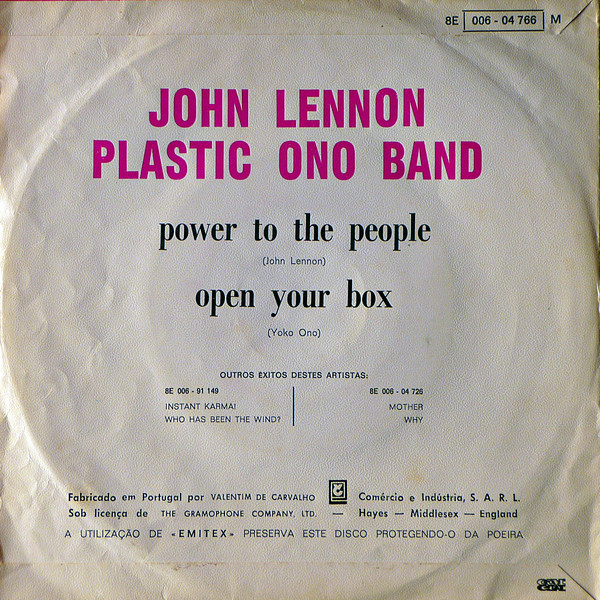 8E 006 - 04 766 M
JOHN LENNON
PLASTIC ONO BAND
power to the people
(John Lennon)
open your box
(Yoko Ono)
OUTROS ÊXITOS DESTES ARTISTAS:
8E 006 - 91 149
INSTANT KARMA!
WHO HAS BEEN THE WIND?
8E 006 - 04 726
MOTHER
WHY
Fabricado em Portugal por VALENTIM DE CARVALHO Comércio e Indústria, S. A. R. L.
Sob licença de THE GRAMOPHONE COMPANY, LTD. — Hayes — Middlesex — England
A UTILIZAÇÃO DE «EMITEX» PRESERVA ESTE DISCO PROTEGENDO-O DA POEIRA